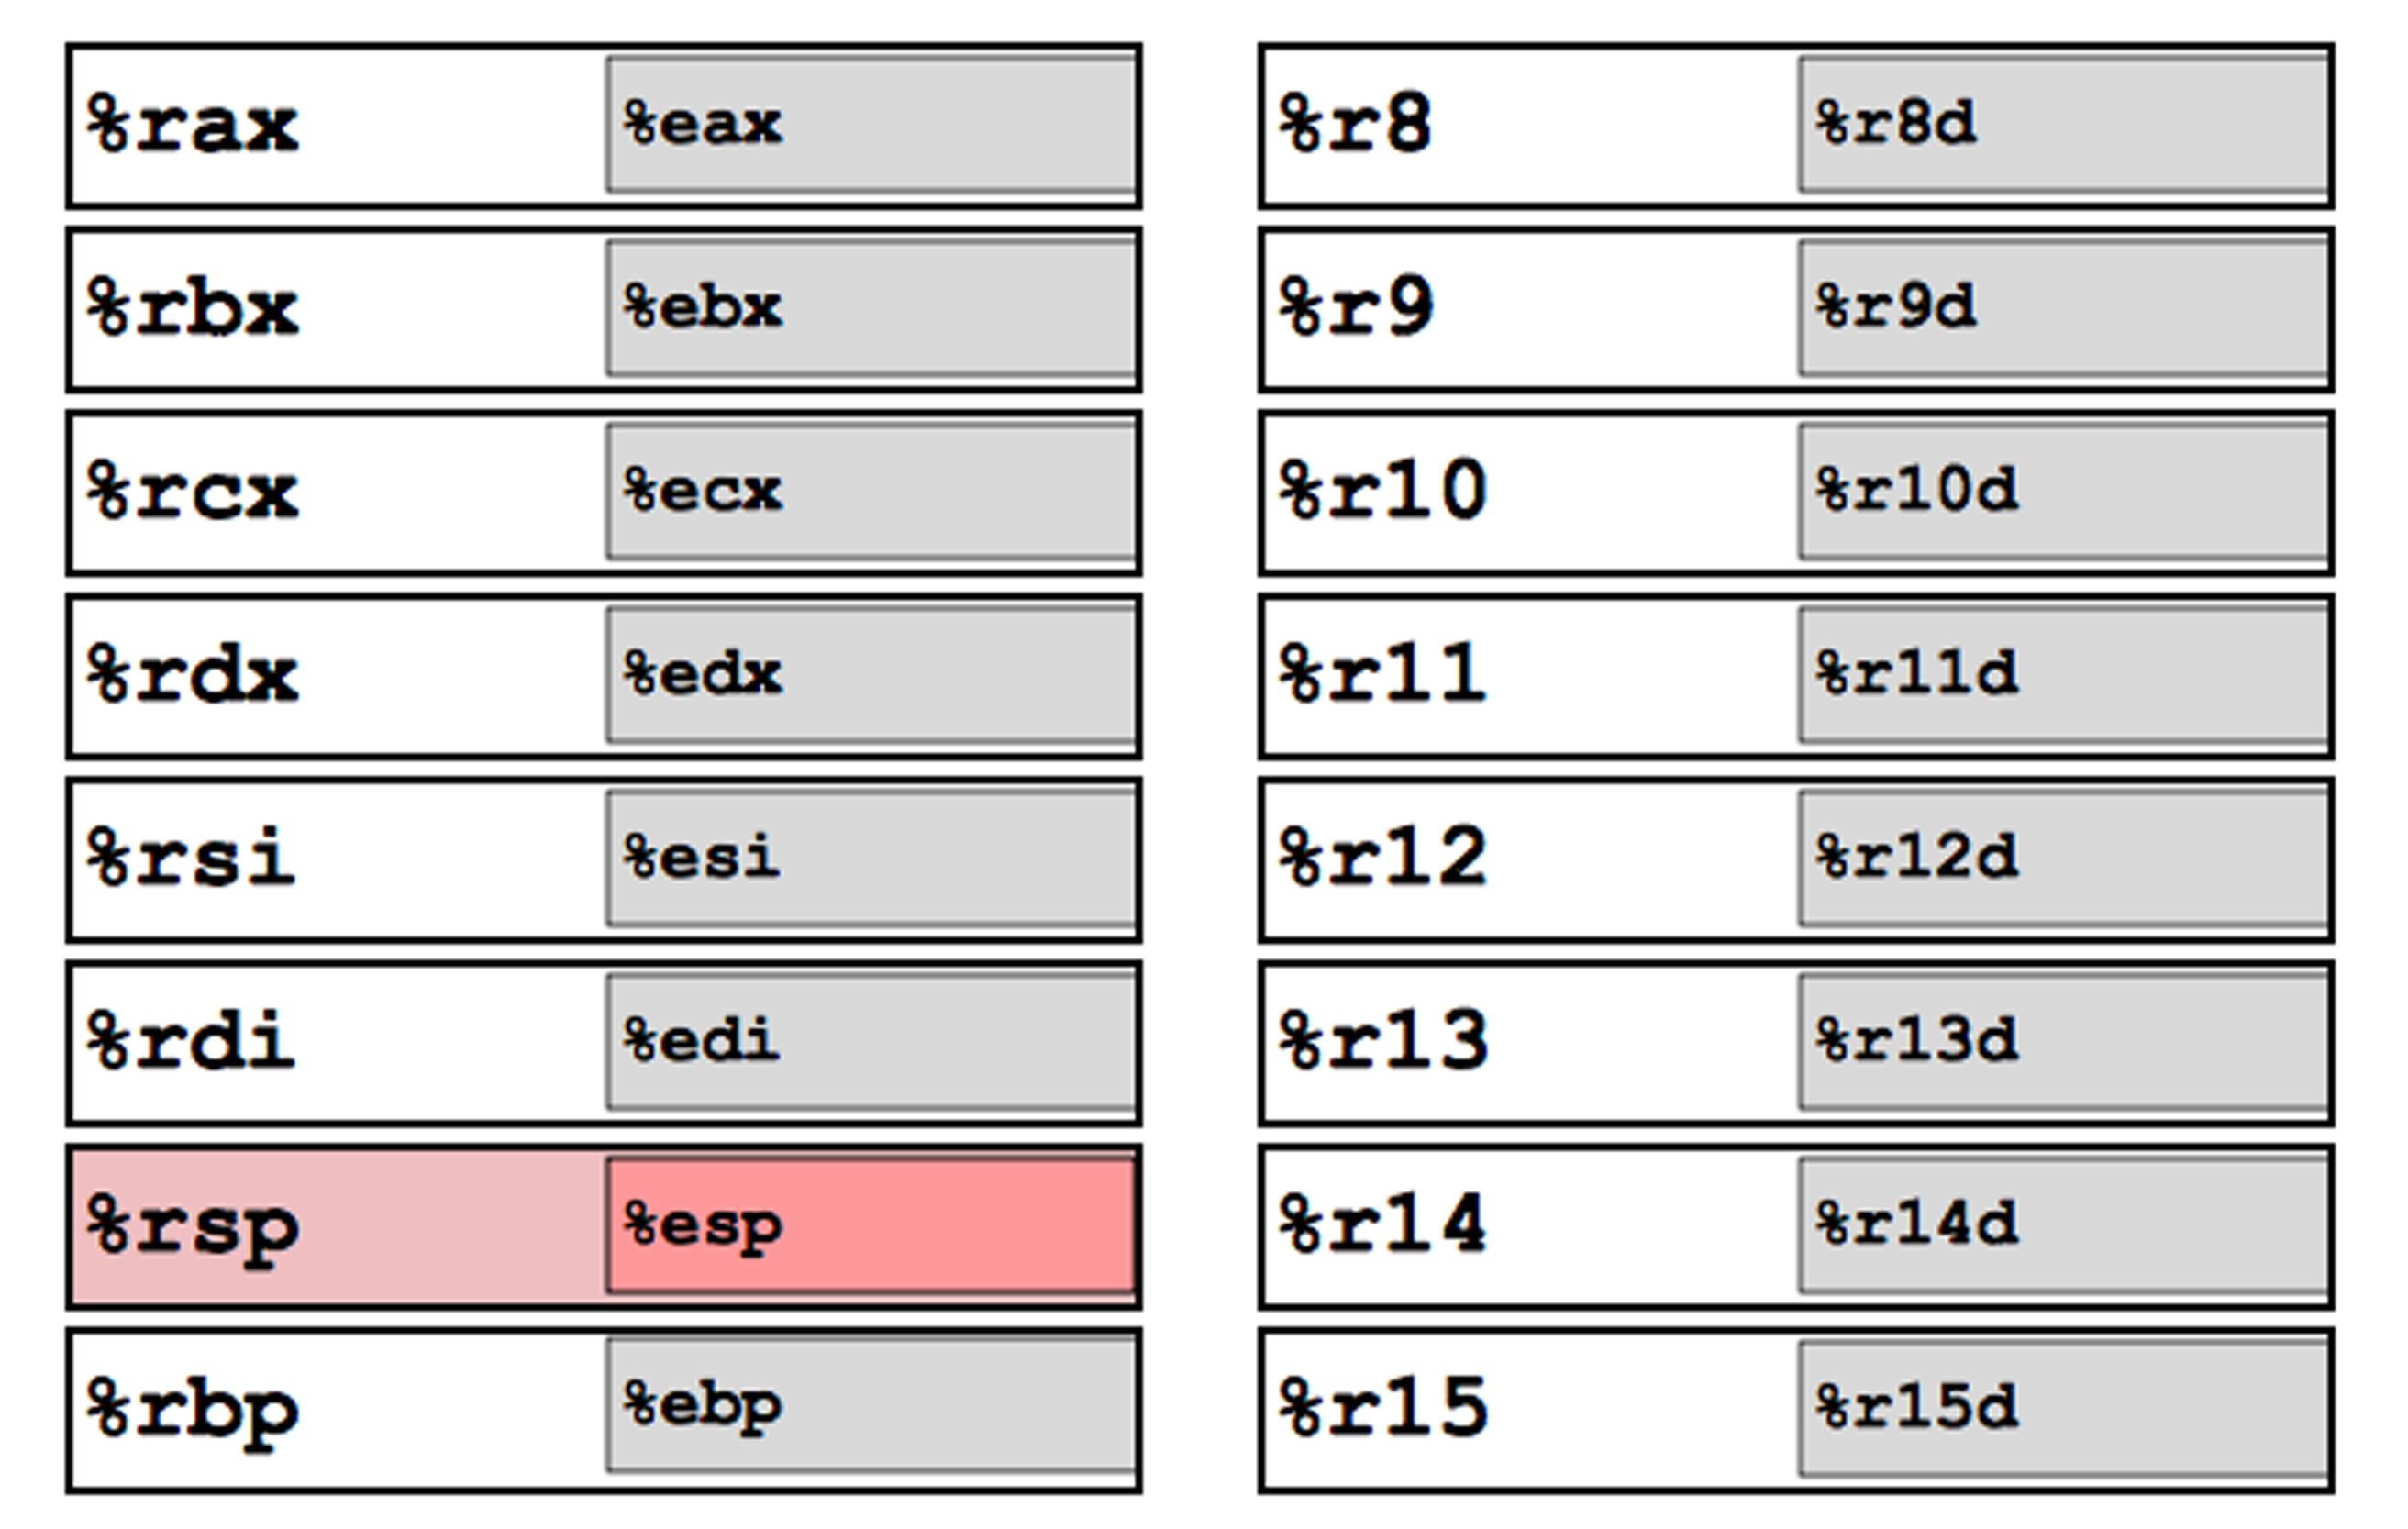 %rax %eax %r8 %r8d
%rbx %ebx %r9 %r9d
%rcx %ecx %r10 %r10d
%rdx %edx %r11 %r11d
%rsi %esi %r12 %r12d
%rdi %edi %r13 %r13d
%rsp %esp %r14 %r14d
%rbp %ebp %r15 %r15d